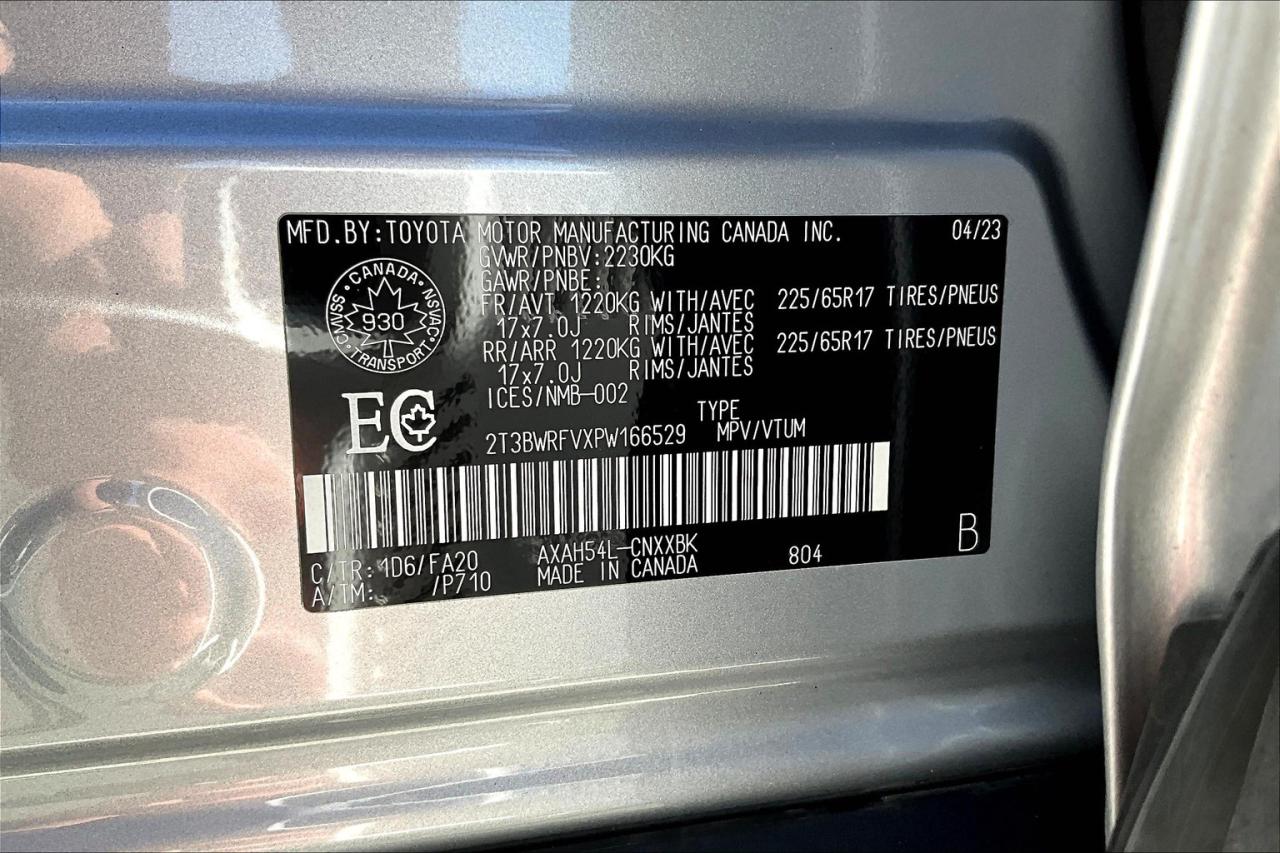 MFD.BY:TOYOTA MOTOR MANUFACTURING CANADA INC. 04/23
GVWR/PNBV:2230KG
GAWR/PNBE:
FR/AVT 1220KG WITH/AVEC 225/65R17 TIRES/PNEUS
17x7.0J RIMS/JANTES
RR/ARR 1220KG WITH/AVEC 225/65R17 TIRES/PNEUS
17x7.0J RIMS/JANTES
ICES/NMB-002
CANADA
CMVSS 930 NSVAC
TRANSPORT
EC
TYPE
2T3BWRFVXPW166529 MPV/VTUM
C/TR:1D6/FA20 AXAH54L-CNXXBK 804 B
A/TM: /P710 MADE IN CANADA